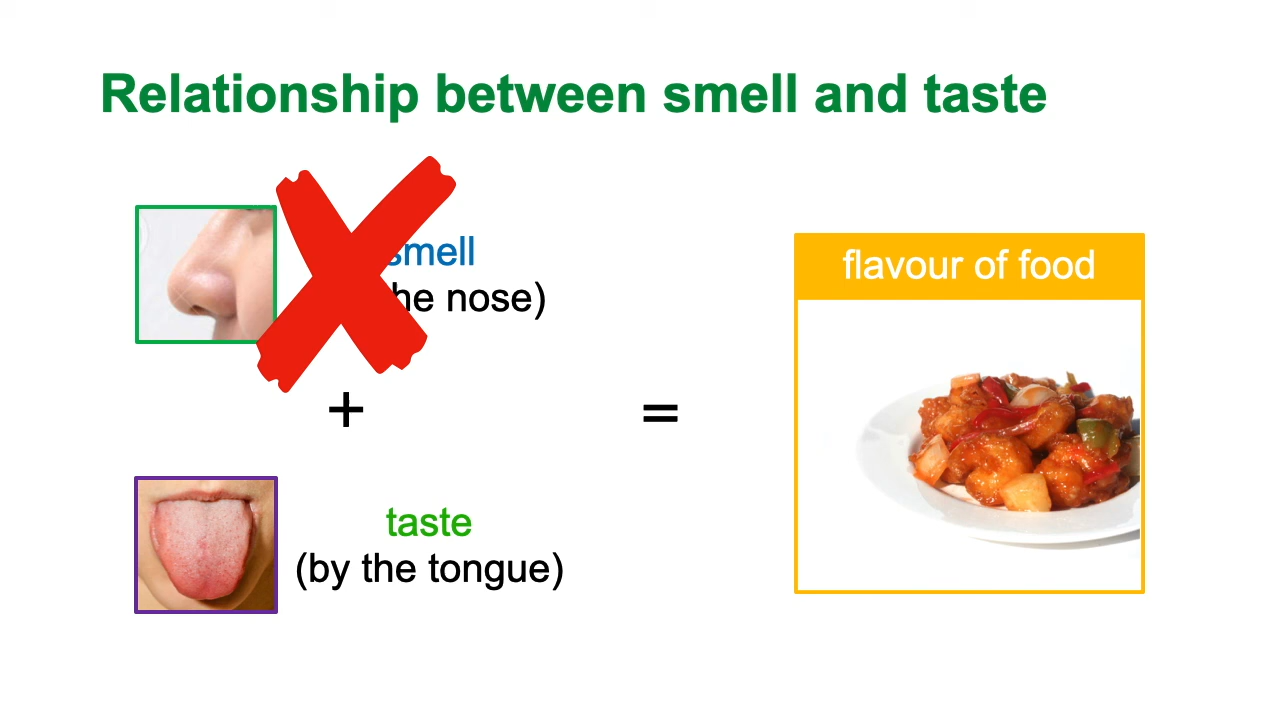 Relationship between smell and taste
smell
he nose)
+
=
taste
(by the tongue)
flavour of food